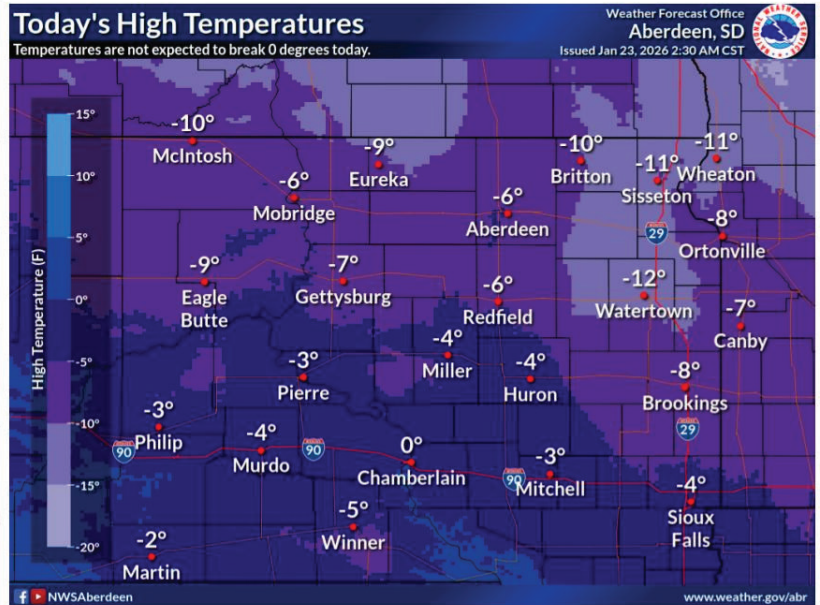 Today's High Temperatures
Temperatures are not expected to break 0 degrees today.
Weather Forecast Office
Aberdeen, SD
Issued Jan 23, 2026 2:30 AM CST
NATIONAL WEATHER SERVICE
High Temperature (F)
15°
10°
5°
0°
-5°
-10°
-15°
-20°
-10°
McIntosh
-9°
Eureka
-10°
Britton
-11°
Sisseton
-11°
Wheaton
-6°
Mobridge
-6°
Aberdeen
29
-8°
Ortonville
-9°
Eagle
Butte
-7°
Gettysburg
-6°
Redfield
-12°
Watertown
-7°
Canby
-3°
Pierre
-4°
Miller
-4°
Huron
-8°
Brookings
29
-3°
Philip
90
-4°
Murdo
90
0°
Chamberlain
90
-3°
Mitchell
-4°
Sioux
Falls
-5°
Winner
-2°
Martin
NWSAberdeen
www.weather.gov/abr